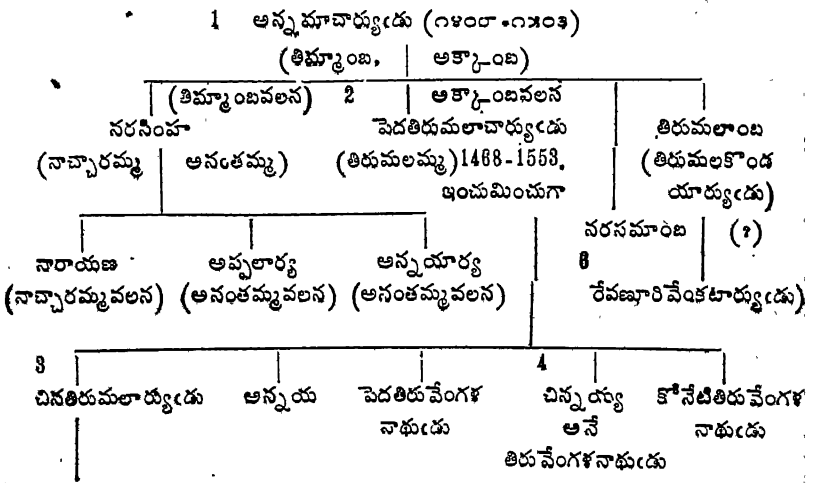 1 అన్నమాచార్యుఁడు (౧౪౦౮-౧౫౦౩)
(తిమ్మాంబ, అక్కాంబ)
(తిమ్మాంబవలన) 2 అక్కాంబవలన
నరసింహ పెదతిరుమలాచార్యుఁడు తిరుమలాంబ
(నాచ్చారమ్మ అనంతమ్మ) (తిరుమలమ్మ)1468-1553. (తిరుమలకొండ
ఇంచుమించుగా యార్యుఁడు)
నరసమాంబ (?)
నారాయణ అప్పలార్య అన్నయార్య 6
(నాచ్చారమ్మవలన) (అనంతమ్మవలన) (అనంతమ్మవలన) రేవణూరివేంకటార్యుఁడు)
3 4
చినతిరుమలార్యుఁడు అన్నయ పెదతిరువేంగళ చిన్నయ్య కోనేటితిరువేంగళ
నాథుఁడు అనే నాథుఁడు
తిరువేంగళనాథుఁడు